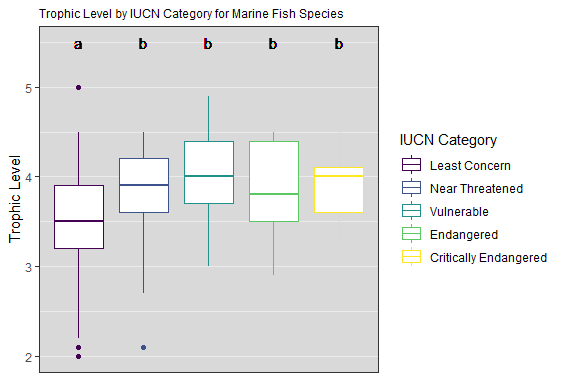 Trophic Level by IUCN Category for Marine Fish Species
a b b b b
5
4
3
2
Trophic Level
IUCN Category
Least Concern
Near Threatened
Vulnerable
Endangered
Critically Endangered